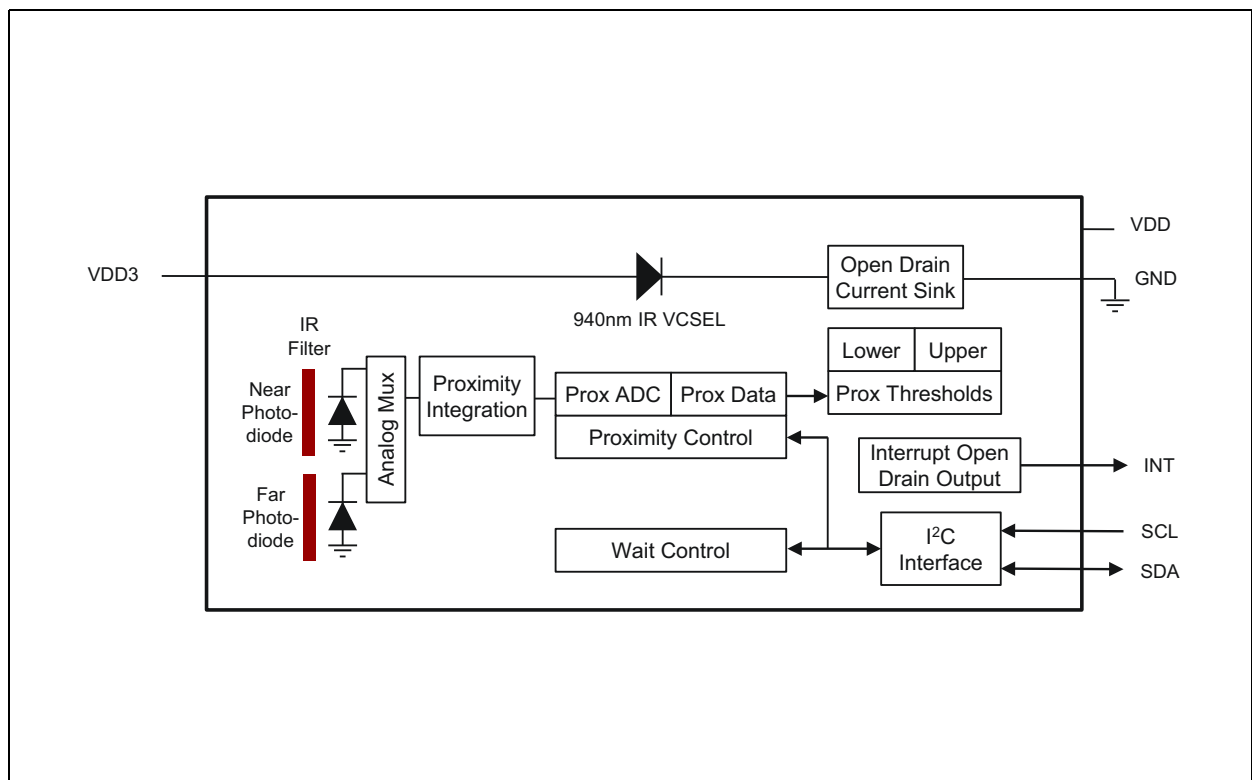 VDD
VDD3
Open Drain
Current Sink
GND
940nm IR VCSEL
IR
Filter
Near
Photo-
diode
Far
Photo-
diode
Analog Mux
Proximity
Integration
Prox ADC
Prox Data
Proximity Control
Lower
Upper
Prox Thresholds
Interrupt Open
Drain Output
INT
Wait Control
I²C
Interface
SCL
SDA